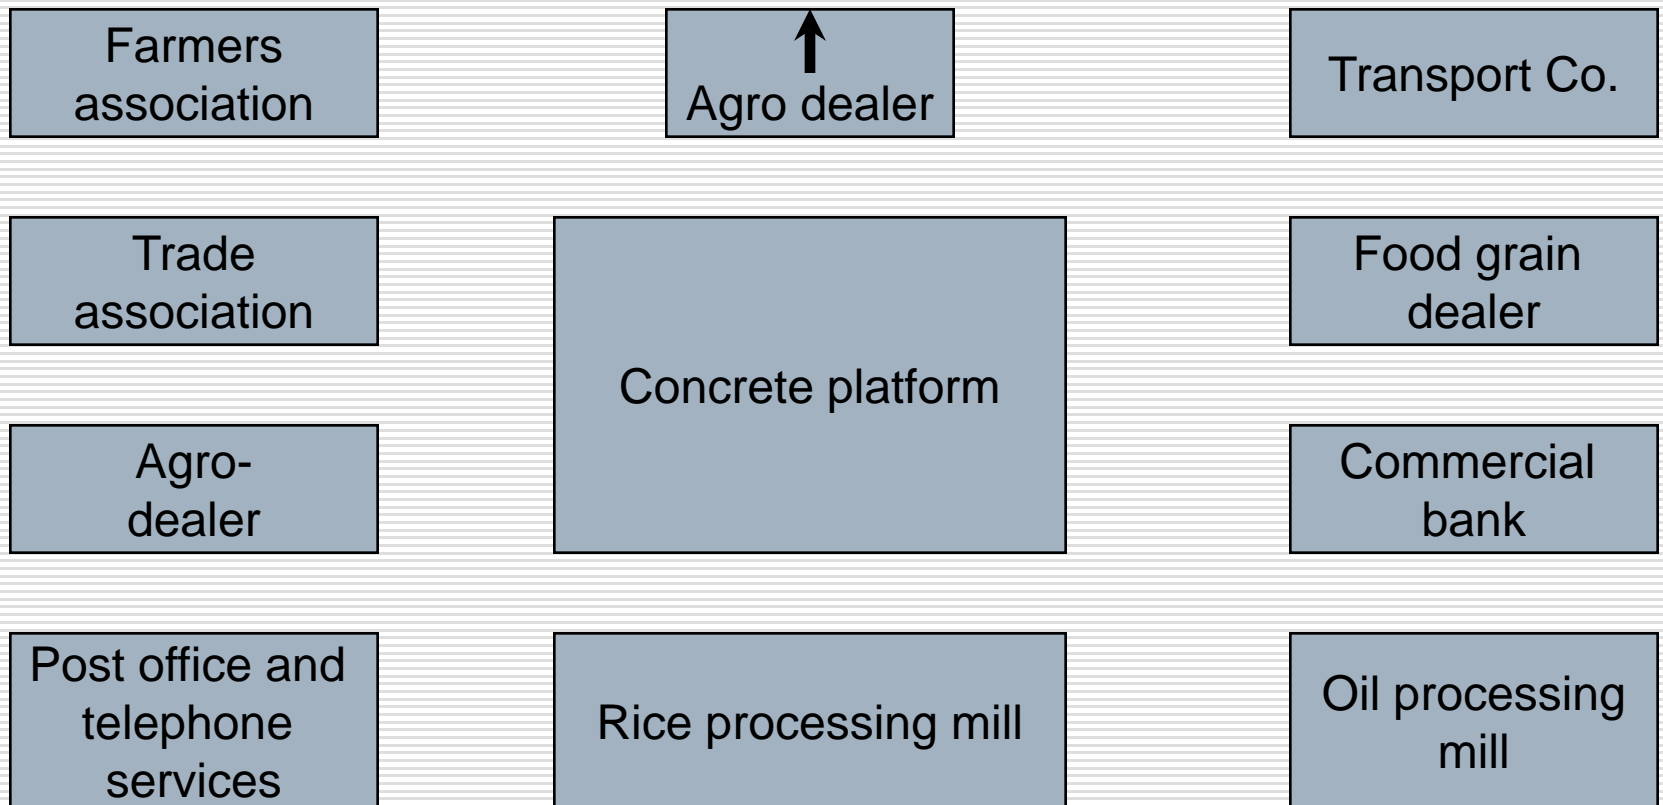 Farmers
association
Agro dealer
Transport Co.
Trade
association
Concrete platform
Food grain
dealer
Agro-
dealer
Commercial
bank
Post office and
telephone
services
Rice processing mill
Oil processing
mill